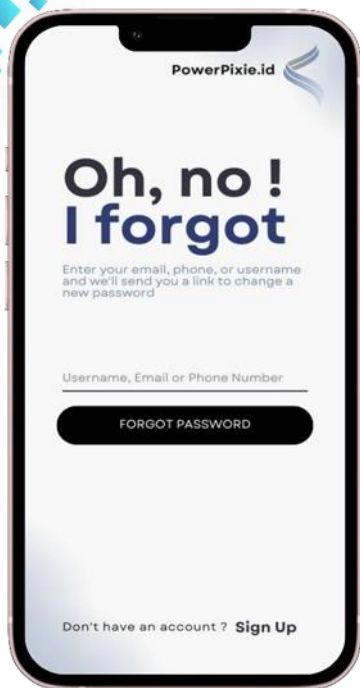 PowerPixie.id
Oh, no !
I forgot
Enter your email, phone, or username
and we'll send you a link to change a
new password
Username, Email or Phone Number
FORGOT PASSWORD
Don't have an account ? Sign Up